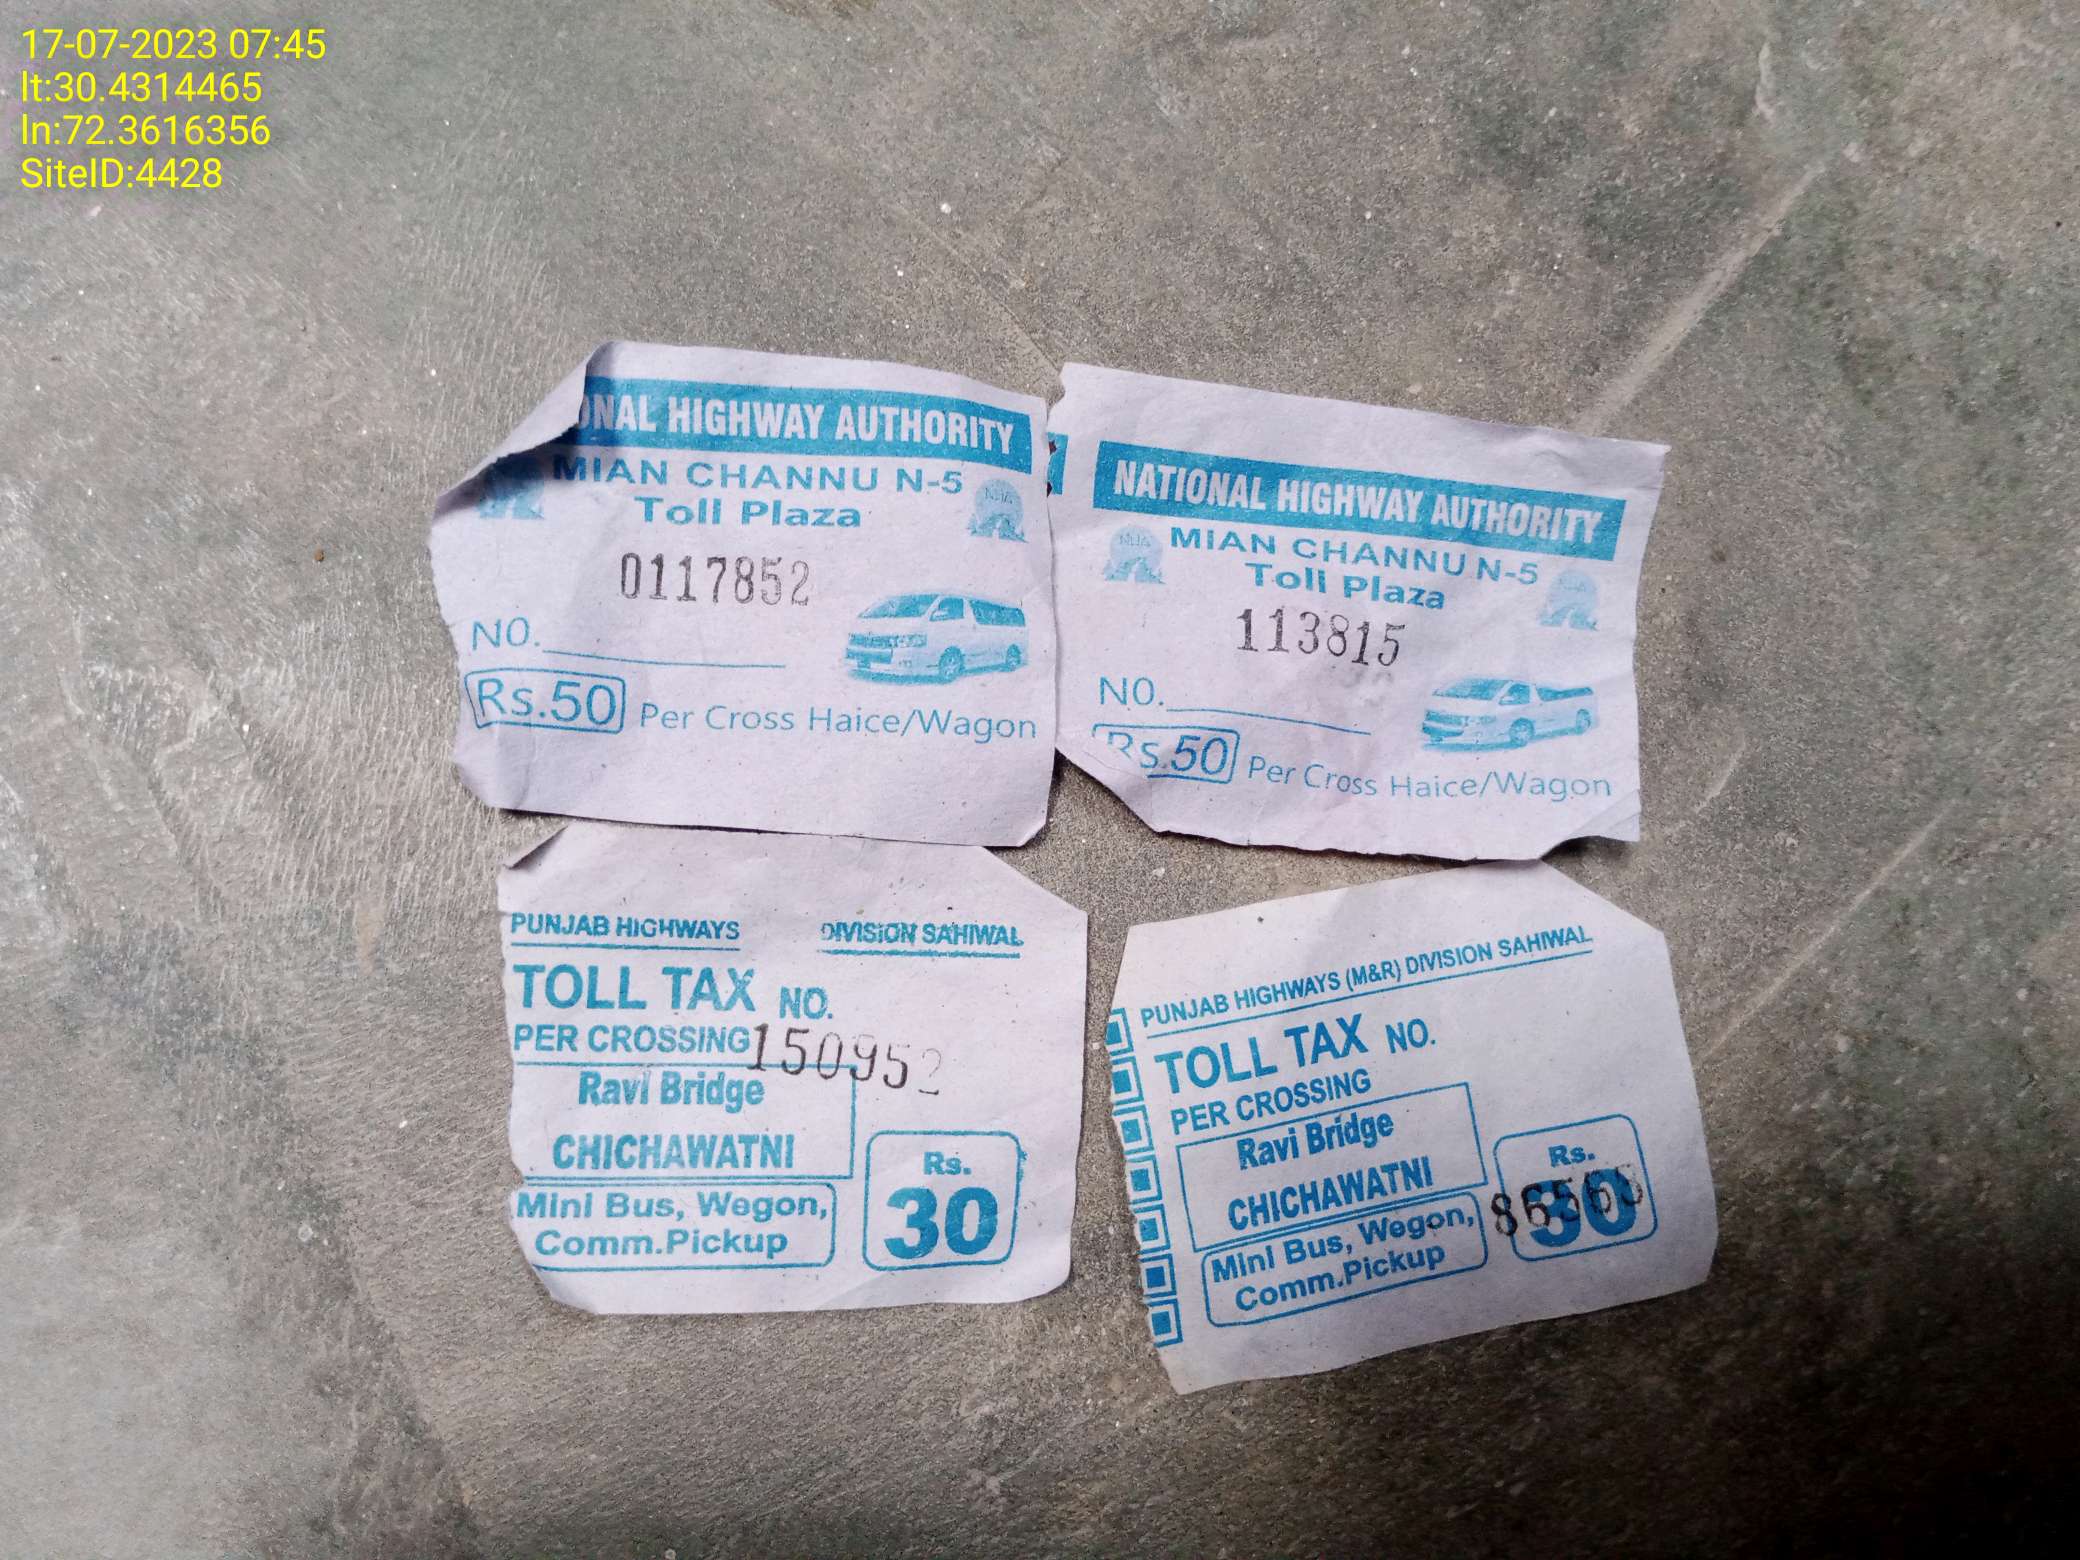 17-07-2023 07:45
lt:30.4314465
ln:72.3616356
SiteID:4428
ONAL HIGHWAY AUTHORITY
MIAN CHANNU N-5
Toll Plaza
0117852
NO.
Rs.50 Per Cross Haice/Wagon
NATIONAL HIGHWAY AUTHORITY
NHA
MIAN CHANNU N-5
Toll Plaza
113815
NO.
Rs.50 Per Cross Haice/Wagon
PUNJAB HIGHWAYS DIVISION SAHIWAL
TOLL TAX NO.
PER CROSSING 150952
Ravi Bridge
CHICHAWATNI
Mini Bus, Wegon,
Comm.Pickup
Rs.
30
PUNJAB HIGHWAYS (M&R) DIVISION SAHIWAL
TOLL TAX NO.
PER CROSSING
Ravi Bridge
CHICHAWATNI
Mini Bus, Wegon,
Comm.Pickup
Rs.
30